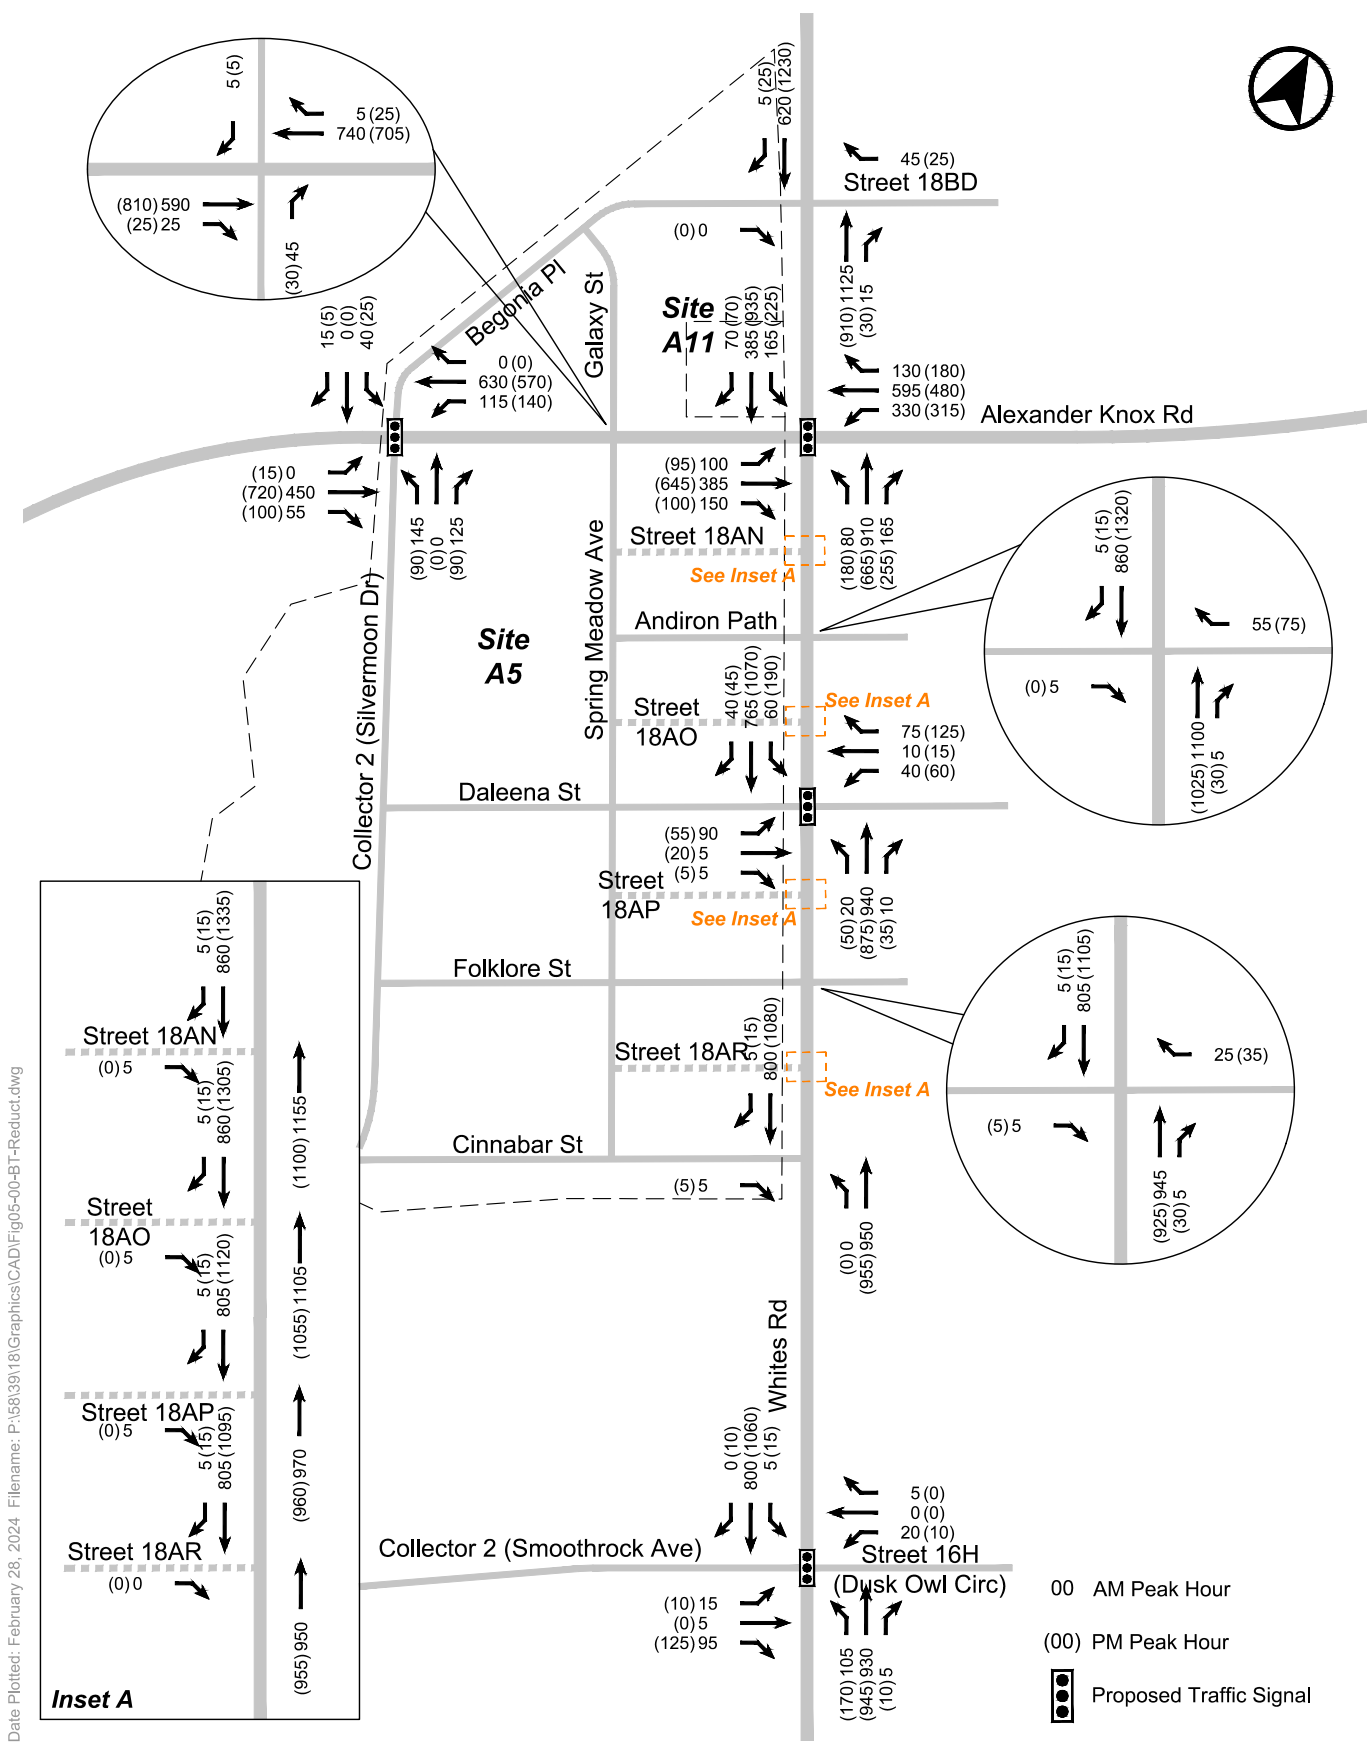 5 (5)
5 (25)
740 (705)
(810) 590
(25) 25
(30) 45
5 (25)
620 (1230)
45 (25)
Street 18BD
(0) 0
(910) 1125
(30) 15
Begonia Pl
Galaxy St
Site
A11
15 (5)
0 (0)
40 (25)
0 (0)
630 (570)
115 (140)
70 (70)
385 (935)
165 (225)
130 (180)
595 (480)
330 (315)
Alexander Knox Rd
(15) 0
(720) 450
(100) 55
(90) 145
(0) 0
(90) 125
(95) 100
(645) 385
(100) 150
(180) 80
(665) 910
(255) 165
Street 18AN
See Inset A
Andiron Path
5 (15)
860 (1320)
55 (75)
(0) 5
(1025) 1100
(30) 5
Collector 2 (Silvermoon Dr)
Site
A5
Spring Meadow Ave
Street
18AO
See Inset A
40 (45)
765 (1070)
60 (190)
75 (125)
10 (15)
40 (60)
Daleena St
(55) 90
(20) 5
(5) 5
(50) 20
(875) 940
(35) 10
Street
18AP
See Inset A
Folklore St
5 (15)
805 (1105)
25 (35)
(5) 5
(925) 945
(30) 5
Street 18AR
5 (15)
800 (1080)
See Inset A
Cinnabar St
(5) 5
(0) 0
(955) 950
Whites Rd
5 (15)
860 (1335)
Street 18AN
(0) 5
5 (15)
860 (1305)
(1100) 1155
Street
18AO
(0) 5
5 (15)
805 (1120)
(1055) 1105
Street 18AP
(0) 5
5 (15)
805 (1095)
(960) 970
Street 18AR
(0) 0
(955) 950
Inset A
0 (10)
800 (1060)
5 (15)
5 (0)
0 (0)
20 (10)
Collector 2 (Smoothrock Ave)
Street 16H
(Dusk Owl Circ)
(10) 15
(0) 5
(125) 95
(170) 105
(945) 930
(10) 5
00 AM Peak Hour
(00) PM Peak Hour
Proposed Traffic Signal
Date Plotted: February 28, 2024 Filename: P:\58\39\18\Graphics\CAD\Fig05-00-BT-Reduct.dwg